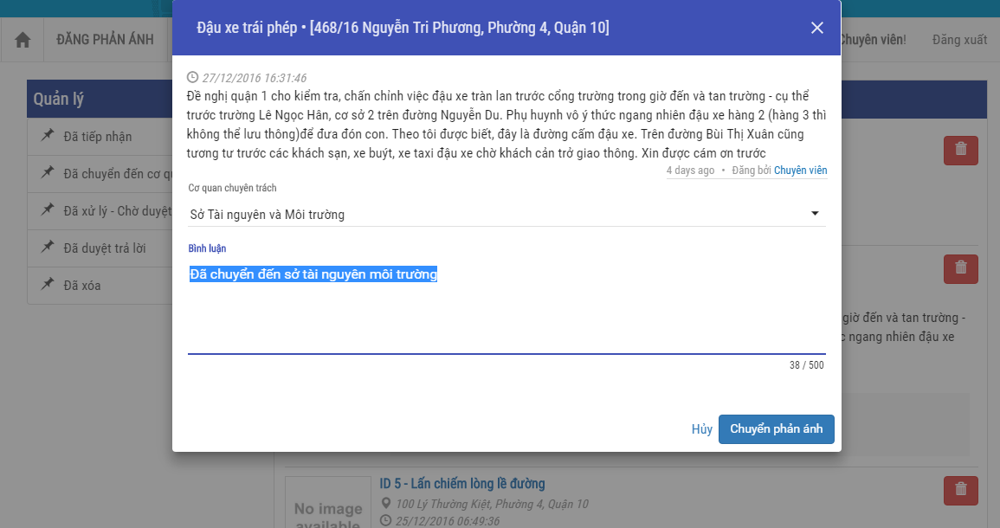 Đậu xe trái phép • [468/16 Nguyễn Tri Phương, Phường 4, Quận 10]
ĐĂNG PHẢN ÁNH
Chuyên viên!
Đăng xuất
Quản lý
Đã tiếp nhận
Đã chuyển đến cơ
Đã xử lý - Chờ duyệt
Đã duyệt trả lời
Đã xóa
27/12/2016 16:31:46
Đề nghị quận 1 cho kiểm tra, chấn chỉnh việc đậu xe tràn lan trước cổng trường trong giờ đến và tan trường - cụ thể
trước trường Lê Ngọc Hân, cơ sở 2 trên đường Nguyễn Du. Phụ huynh vô ý thức ngang nhiên đậu xe hàng 2 (hàng 3 thì
không thể lưu thông)để đưa đón con. Theo tôi được biết, đây là đường cấm đậu xe. Trên đường Bùi Thị Xuân cũng
tương tư trước các khách sạn, xe buýt, xe taxi đậu xe chờ khách cản trở giao thông. Xin được cám ơn trước
4 days ago • Đăng bởi Chuyên viên
Cơ quan chuyên trách
Sở Tài nguyên và Môi trường
Bình luận
Đã chuyển đến sở tài nguyên môi trường
38 / 500
Hủy
Chuyển phản ánh
giờ đến và tan trường -
ngang nhiên đậu xe
No image
available
ID 5 - Lấn chiếm lòng lề đường
100 Lý Thường Kiệt, Phường 4, Quận 10
25/12/2016 06:49:36